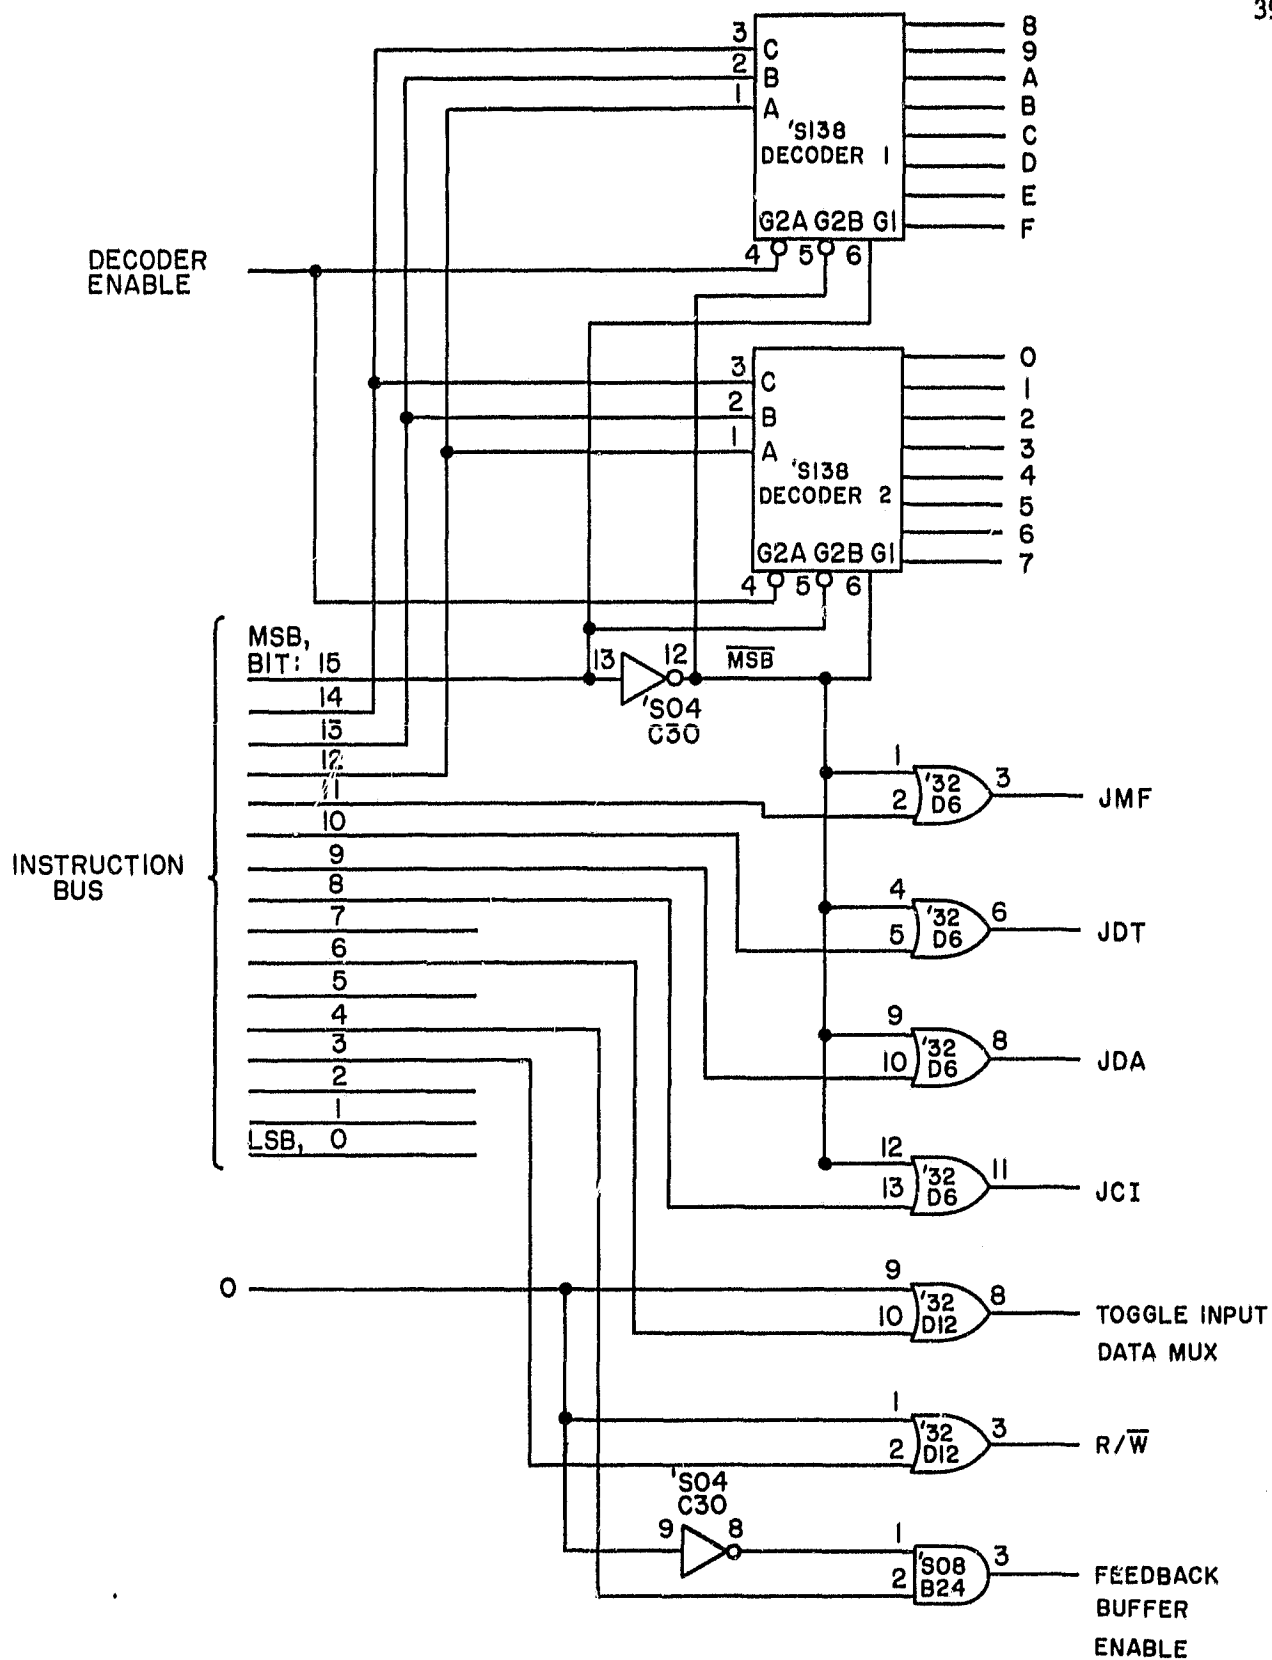 39
3
2
1
C
B
A
'S138
DECODER 1
G2A G2B G1
4 5 6
8
9
A
B
C
D
E
F
DECODER
ENABLE
3
2
1
C
B
A
'S138
DECODER 2
G2A G2B G1
4 5 6
0
1
2
3
4
5
6
7
MSB,
BIT: 15
14
13
12
11
10
9
8
7
6
5
4
3
2
1
LSB, 0
INSTRUCTION
BUS
13 12
'S04
C30
MSB
1
2
'32
D6
3
JMF
4
5
'32
D6
6
JDT
9
10
'32
D6
8
JDA
12
13
'32
D6
11
JCI
0
9
10
'32
D12
8
TOGGLE INPUT
DATA MUX
1
2
'32
D12
3
R/W
'S04
C30
9 8
1
2
'S08
B24
3
FEEDBACK
BUFFER
ENABLE